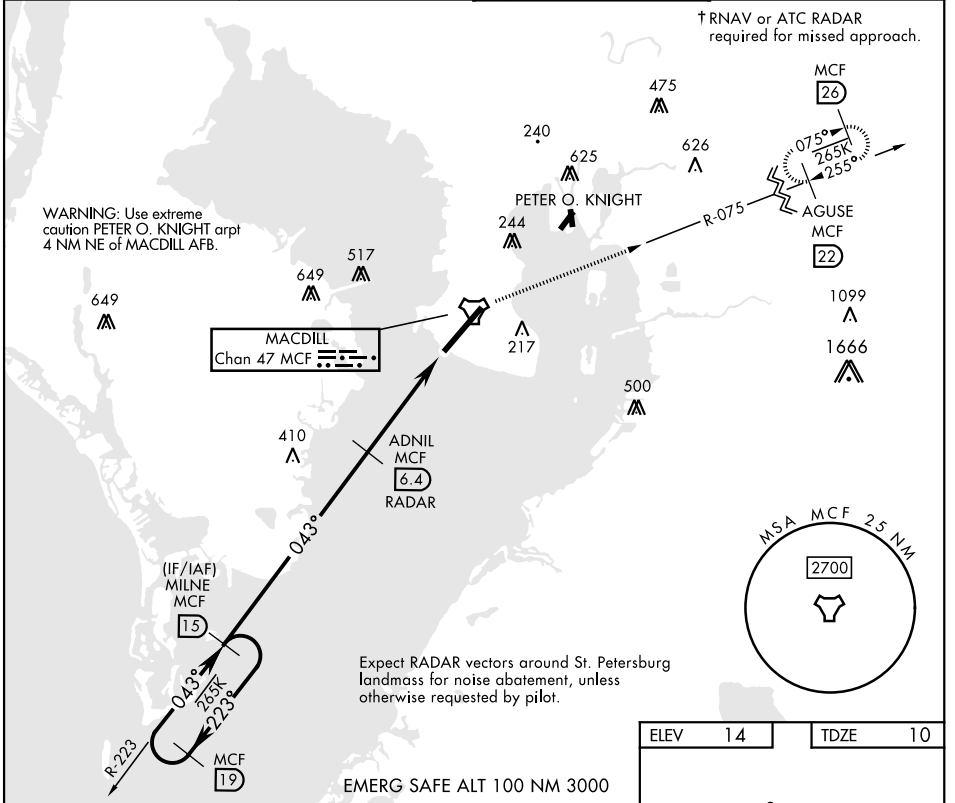 † RNAV or ATC RADAR
required for missed approach.
MCF
26
475
240
626
625
075°
265K
255°
PETER O. KNIGHT
WARNING: Use extreme
caution PETER O. KNIGHT arpt
4 NM NE of MACDILL AFB.
R-075
AGUSE
MCF
22
244
517
649
649
1099
MACDILL
Chan 47 MCF
217
1666
500
410
ADNIL
MCF
6.4
RADAR
043°
MSA MCF 25 NM
2700
(IF/IAF)
MILNE
MCF
15
Expect RADAR vectors around St. Petersburg
landmass for noise abatement, unless
otherwise requested by pilot.
043°
265K
223°
R-223
MCF
19
EMERG SAFE ALT 100 NM 3000
ELEV 14
TDZE 10